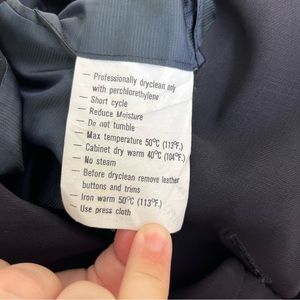 — Professionally dryclean only
with perchlorethylene
— Short cycle
— Reduce Moisture
— Do not tumble
— Max temperature 50°C (113°F.)
— Cabinet dry warm 40°C (104°F.)
— No steam
— Before dryclean remove leather
buttons and trims
— Iron warm 50°C (113°F.)
— Use press cloth